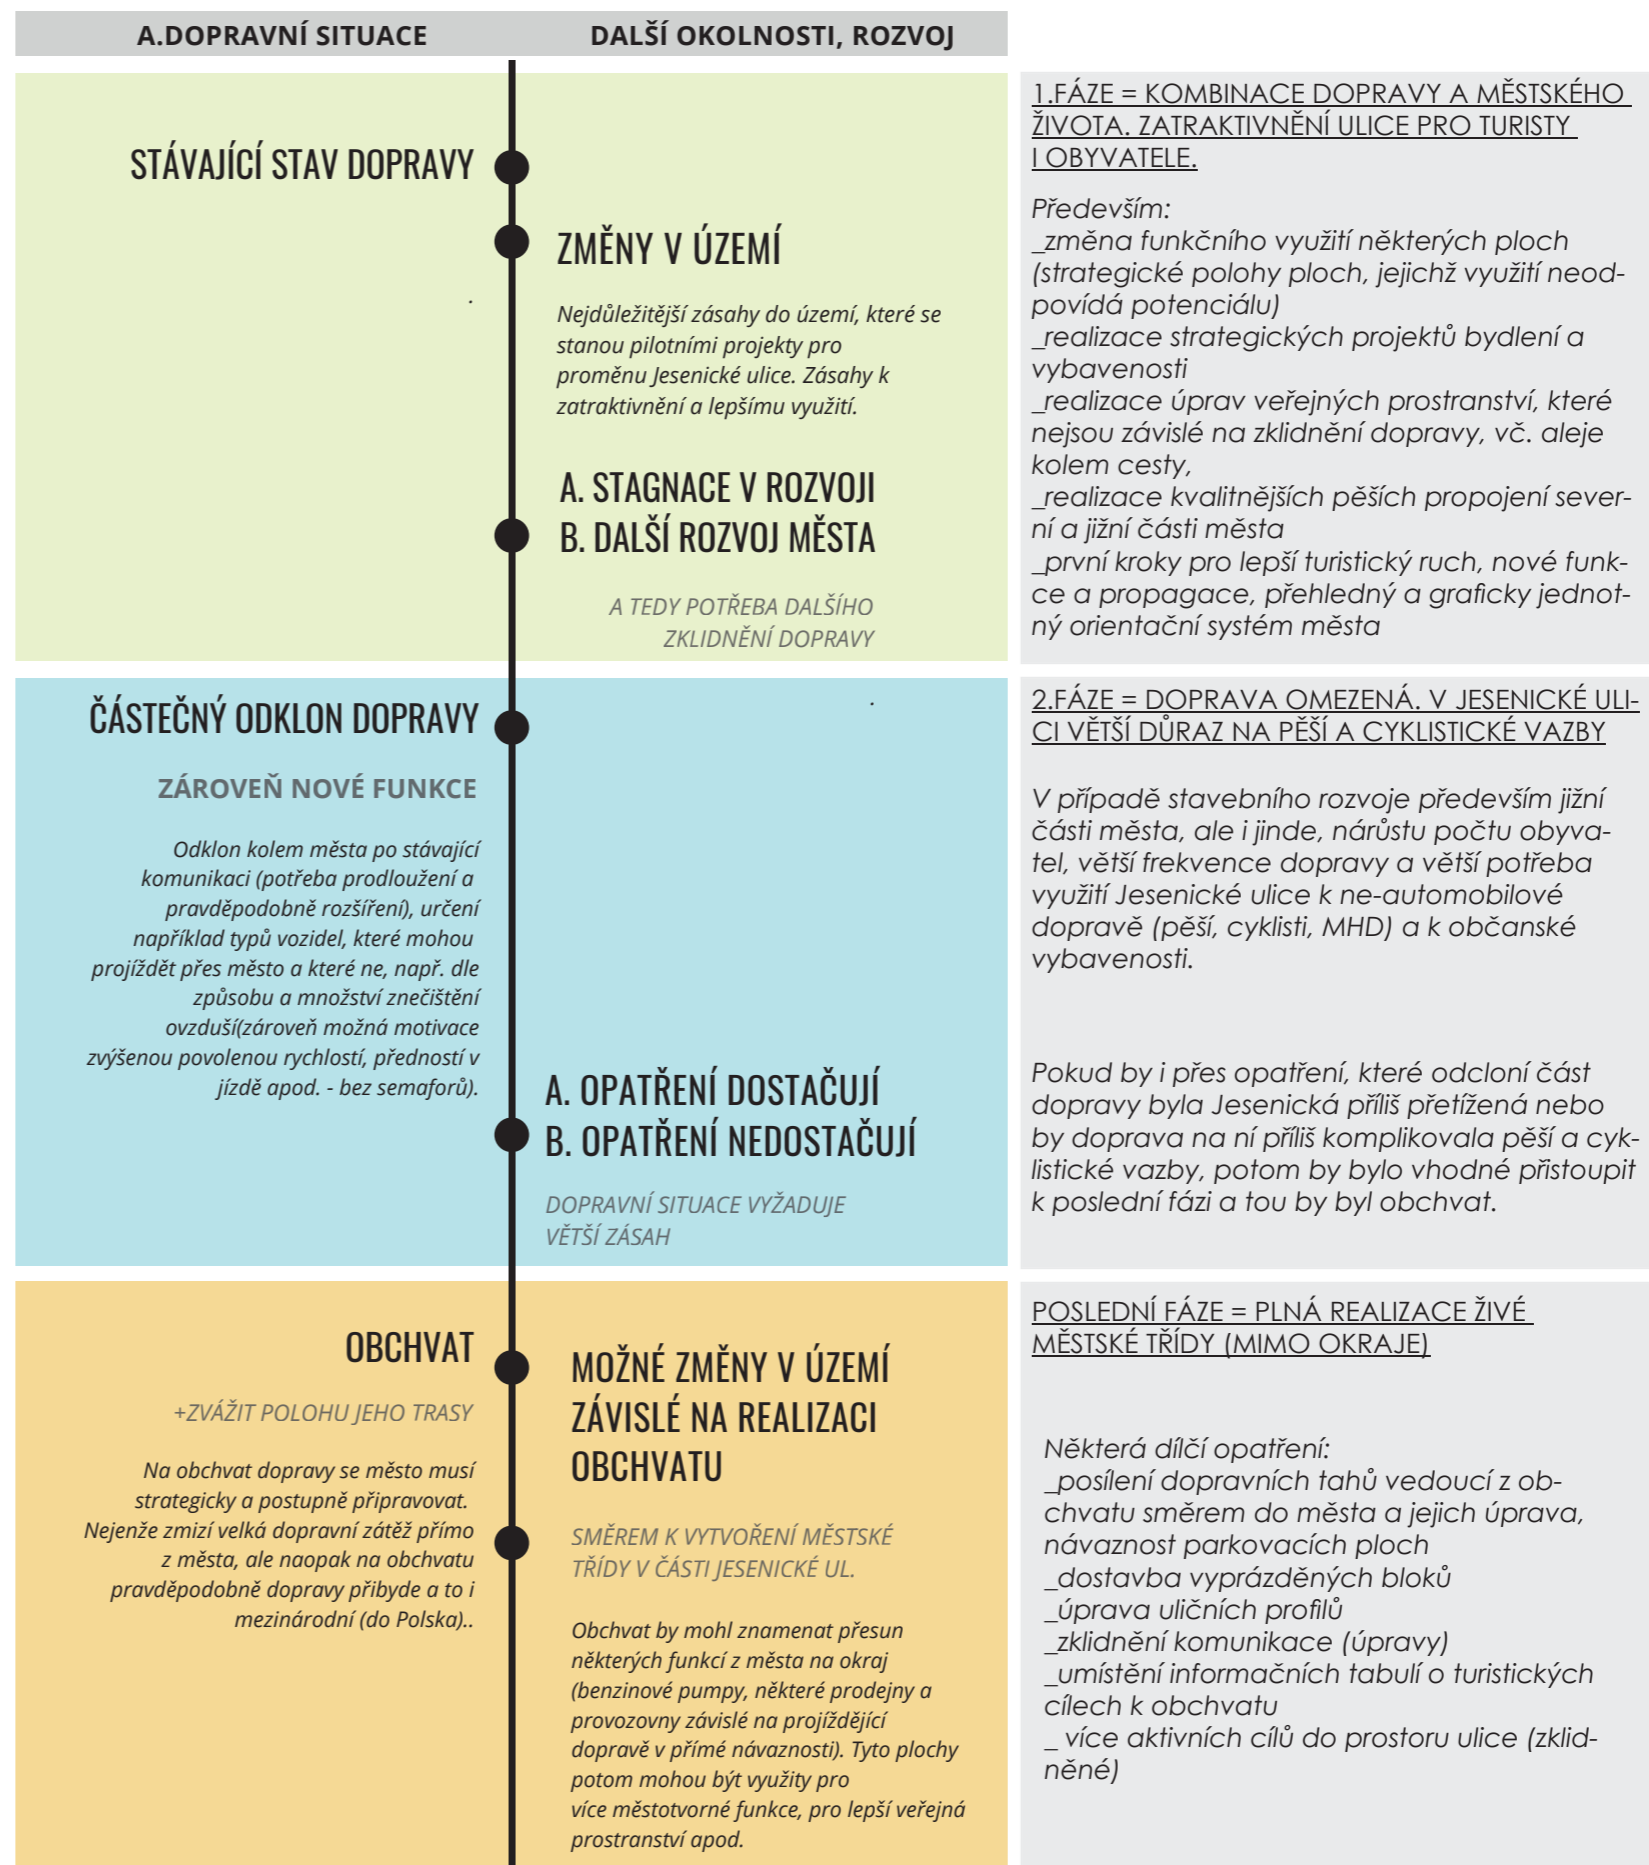 A.DOPRAVNÍ SITUACE
DALŠÍ OKOLNOSTI, ROZVOJ
STÁVAJÍCÍ STAV DOPRAVY
.
ZMĚNY V ÚZEMÍ
Nejdůležitější zásahy do území, které se
stanou pilotními projekty pro
proměnu Jesenické ulice. Zásahy k
zatraktivnění a lepšímu využití.
A. STAGNACE V ROZVOJI
B. DALŠÍ ROZVOJ MĚSTA
A TEDY POTŘEBA DALŠÍHO
ZKLIDNĚNÍ DOPRAVY
1.FÁZE = KOMBINACE DOPRAVY A MĚSTSKÉHO
ŽIVOTA. ZATRAKTIVNĚNÍ ULICE PRO TURISTY
I OBYVATELE.
Především:
_změna funkčního využití některých ploch
(strategické polohy ploch, jejichž využití neod-
povídá potenciálu)
_realizace strategických projektů bydlení a
vybavenosti
_realizace úprav veřejných prostranství, které
nejsou závislé na zklidnění dopravy, vč. aleje
kolem cesty,
_realizace kvalitnějších pěších propojení sever-
ní a jižní části města
_první kroky pro lepší turistický ruch, nové funk-
ce a propagace, přehledný a graficky jednot-
ný orientační systém města
ČÁSTEČNÝ ODKLON DOPRAVY
ZÁROVEŇ NOVÉ FUNKCE
Odklon kolem města po stávající
komunikaci (potřeba prodloužení a
pravděpodobně rozšíření), určení
například typů vozidel, které mohou
projíždět přes město a které ne, např. dle
způsobu a množství znečištění
ovzduší(zároveň možná motivace
zvýšenou povolenou rychlostí, předností v
jízdě apod. - bez semaforů).
.
A. OPATŘENÍ DOSTAČUJÍ
B. OPATŘENÍ NEDOSTAČUJÍ
DOPRAVNÍ SITUACE VYŽADUJE
VĚTŠÍ ZÁSAH
2.FÁZE = DOPRAVA OMEZENÁ. V JESENICKÉ ULI-
CI VĚTŠÍ DŮRAZ NA PĚŠÍ A CYKLISTICKÉ VAZBY
V případě stavebního rozvoje především jižní
části města, ale i jinde, nárůstu počtu obyva-
tel, větší frekvence dopravy a větší potřeba
využití Jesenické ulice k ne-automobilové
dopravě (pěší, cyklisti, MHD) a k občanské
vybavenosti.
Pokud by i přes opatření, které odcloní část
dopravy byla Jesenická příliš přetížená nebo
by doprava na ní příliš komplikovala pěší a cyk-
listické vazby, potom by bylo vhodné přistoupit
k poslední fázi a tou by byl obchvat.
OBCHVAT
+ZVÁŽIT POLOHU JEHO TRASY
Na obchvat dopravy se město musí
strategicky a postupně připravovat.
Nejenže zmizí velká dopravní zátěž přímo
z města, ale naopak na obchvatu
pravděpodobně dopravy přibyde a to i
mezinárodní (do Polska)..
MOŽNÉ ZMĚNY V ÚZEMÍ
ZÁVISLÉ NA REALIZACI
OBCHVATU
SMĚREM K VYTVOŘENÍ MĚSTSKÉ
TŘÍDY V ČÁSTI JESENICKÉ UL.
Obchvat by mohl znamenat přesun
některých funkcí z města na okraj
(benzinové pumpy, některé prodejny a
provozovny závislé na projíždějící
dopravě v přímé návaznosti). Tyto plochy
potom mohou být využity pro
více městotvorné funkce, pro lepší veřejná
prostranství apod.
POSLEDNÍ FÁZE = PLNÁ REALIZACE ŽIVÉ
MĚSTSKÉ TŘÍDY (MIMO OKRAJE)
Některá dílčí opatření:
_posílení dopravních tahů vedoucí z ob-
chvatu směrem do města a jejich úprava,
návaznost parkovacích ploch
_dostavba vyprázděných bloků
_úprava uličních profilů
_zklidnění komunikace (úpravy)
_umístění informačních tabulí o turistických
cílech k obchvatu
_ více aktivních cílů do prostoru ulice (zklid-
něné)